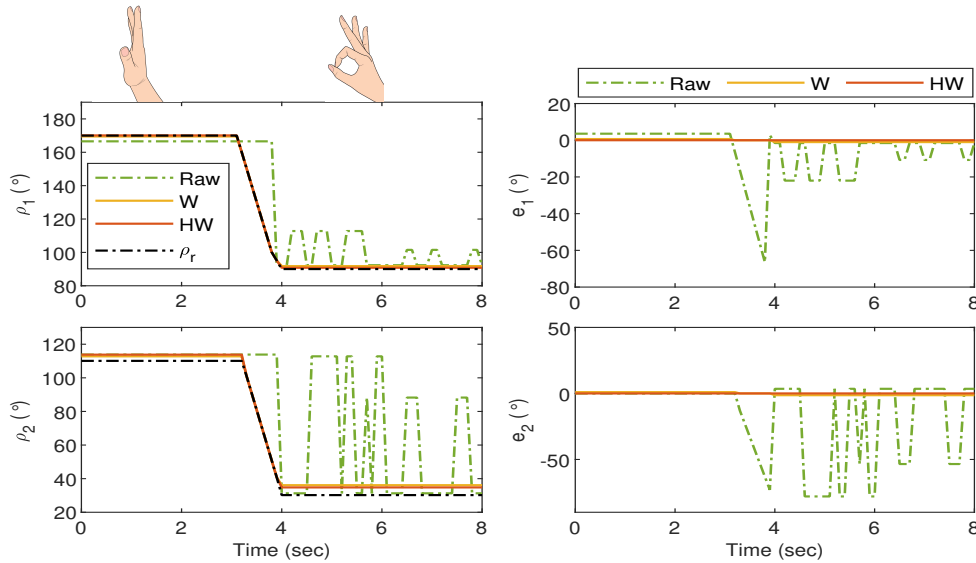 170
160
140
120
100
80
ρ1 (°)
Raw
W
HW
ρr
0 2 4 6 8
120
100
80
60
40
20
ρ2 (°)
0 2 4 6 8
Time (sec)
Raw W HW
20
0
-20
-40
-60
-80
e1 (°)
0 2 4 6 8
50
0
-50
e2 (°)
0 2 4 6 8
Time (sec)